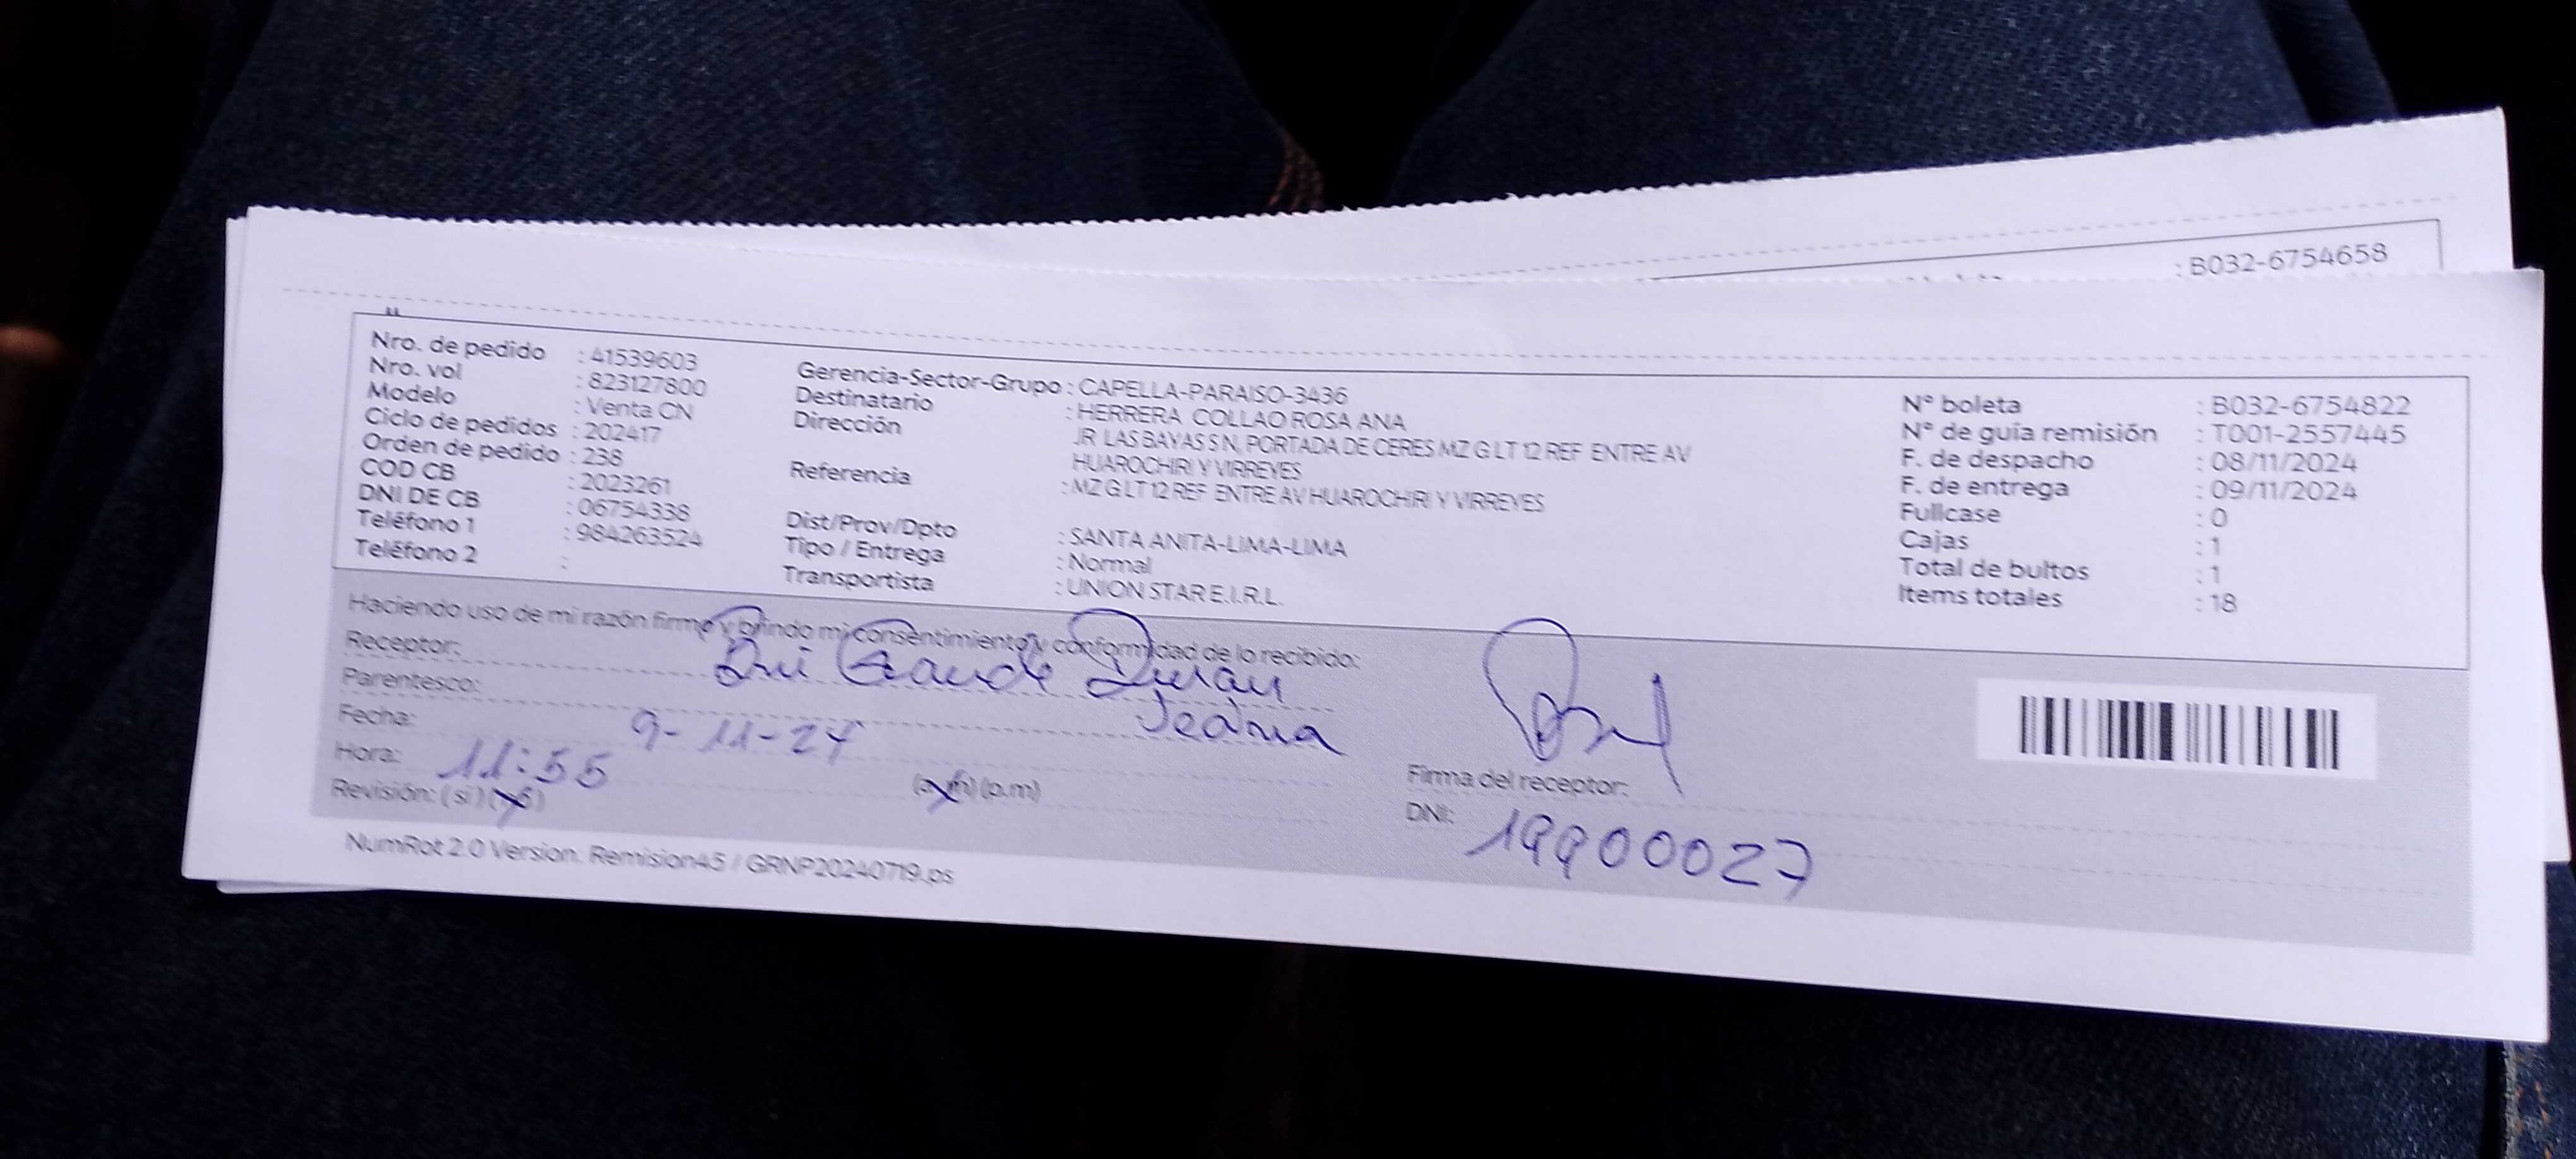 : B032-6754658
Nro. de pedido : 41539603
Nro. vol : 823127800
Modelo : Venta CN
Ciclo de pedidos : 202417
Orden de pedido : 238
COD CB : 2023261
DNI DE CB : 06754338
Teléfono 1 : 984263524
Teléfono 2 :
Gerencia-Sector-Grupo : CAPELLA-PARAISO-3436
Destinatario : HERRERA COLLAO ROSA ANA
Dirección JR LAS BAYAS S N, PORTADA DE CERES MZ G LT 12 REF ENTRE AV
HUAROCHIRI Y VIRREYES
Referencia : MZ G LT 12 REF ENTRE AV HUAROCHIRI Y VIRREYES
Dist/Prov/Dpto : SANTA ANITA-LIMA-LIMA
Tipo / Entrega : Normal
Transportista : UNION STAR E.I.R.L.
N° boleta : B032-6754822
N° de guía remisión : T001-2557445
F. de despacho : 08/11/2024
F. de entrega : 09/11/2024
Fullcase : 0
Cajas : 1
Total de bultos : 1
Items totales : 18
Haciendo uso de mi razón firmo y brindo mi consentimiento y conformidad de lo recibido:
Receptor: Duran
Parentesco:
Fecha: 9-11-24
Hora: 11:55 (a.m) (p.m)
Revisión: (si) (no)
Firma del receptor:
DNI: 19900027
NumRot 2.0 Version: Remision45 / GRNP20240719.ps